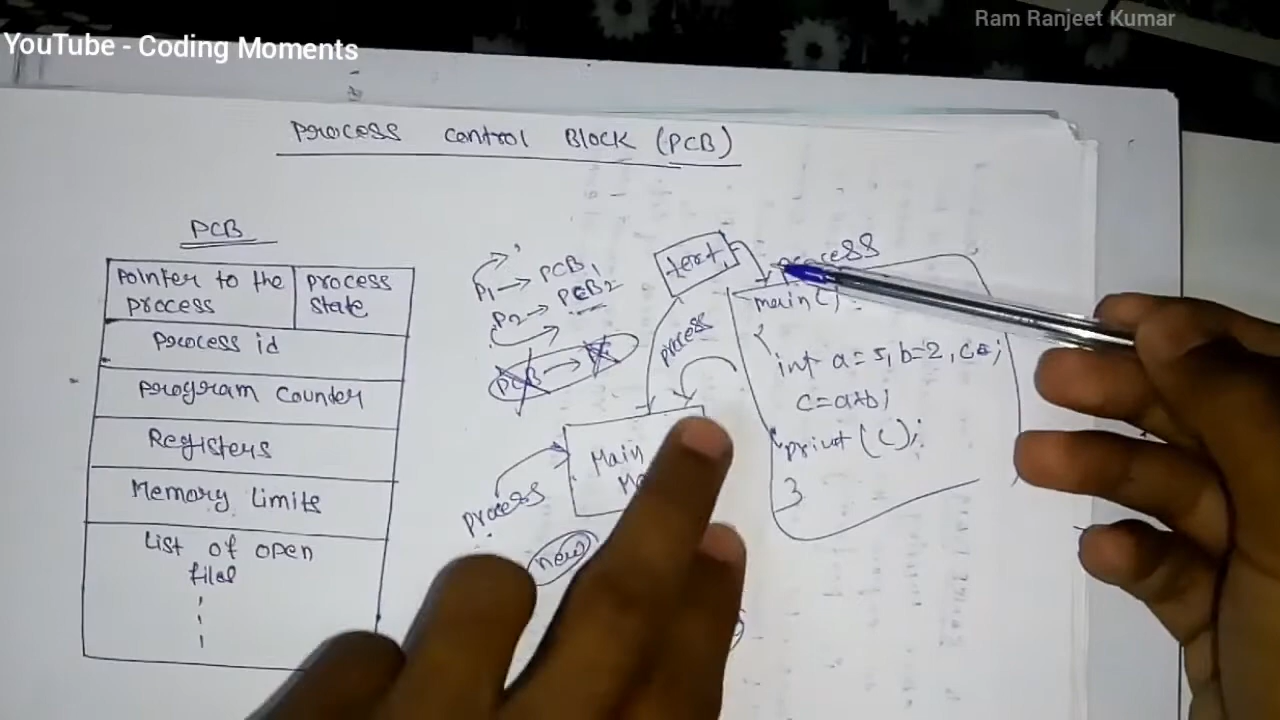 Ram Ranjeet Kumar
YouTube - Coding Moments
Process Control Block (PCB)
PCB
Pointer to the process
process state
Process id
Program Counter
Registers
Memory Limits
List of open files
P1 → PCB1
P2 → PCB2
PCB →
text
process
main()
{
int a=5, b=2, c;
c=a+b;
print(c);
}
process
Main
process
new